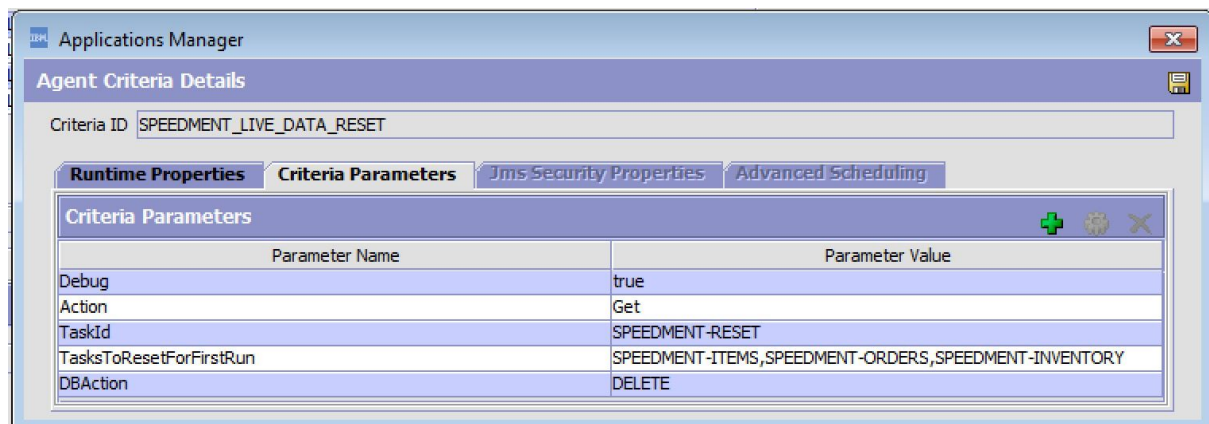 IBM Applications Manager
Agent Criteria Details
Criteria ID SPEEDMENT_LIVE_DATA_RESET
Runtime Properties Criteria Parameters Jms Security Properties Advanced Scheduling
Criteria Parameters
Parameter Name Parameter Value
Debug true
Action Get
TaskId SPEEDMENT-RESET
TasksToResetForFirstRun SPEEDMENT-ITEMS,SPEEDMENT-ORDERS,SPEEDMENT-INVENTORY
DBAction DELETE